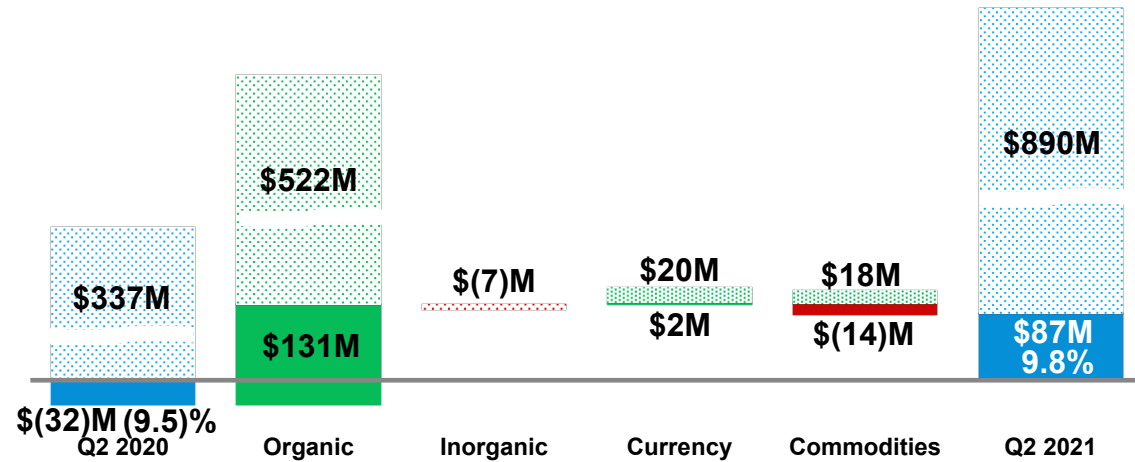 $890M
$522M
$(7)M
$20M
$18M
$337M
$2M
$(14)M
$87M
9.8%
$131M
$(32)M (9.5)%
Q2 2020
Organic
Inorganic
Currency
Commodities
Q2 2021